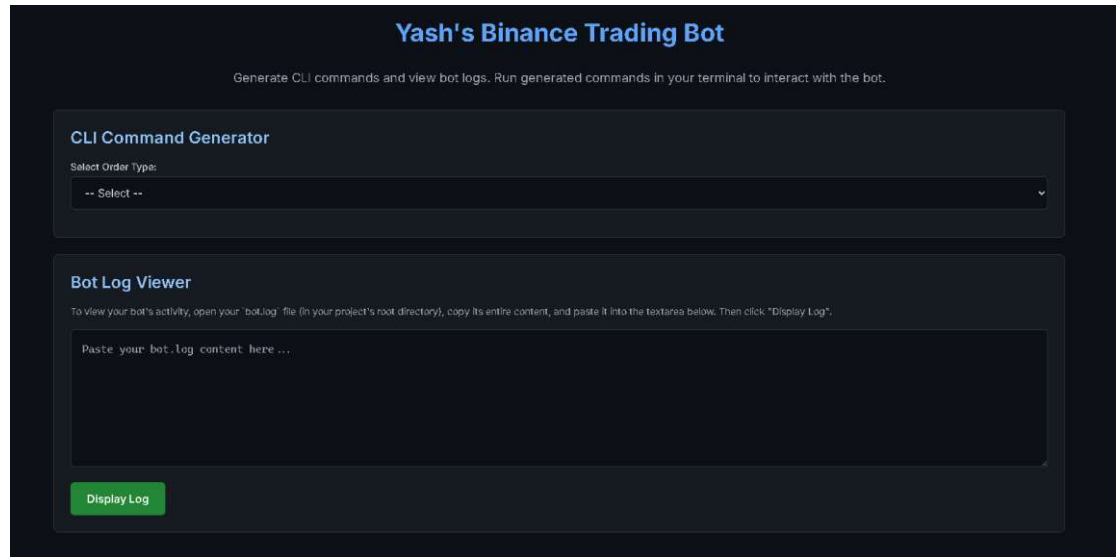 Yash's Binance Trading Bot
Generate CLI commands and view bot logs. Run generated commands in your terminal to interact with the bot.
CLI Command Generator
Select Order Type:
-- Select --
Bot Log Viewer
To view your bot's activity, open your `bot.log` file (in your project's root directory), copy its entire content, and paste it into the textarea below. Then click "Display Log".
Paste your bot.log content here...
Display Log